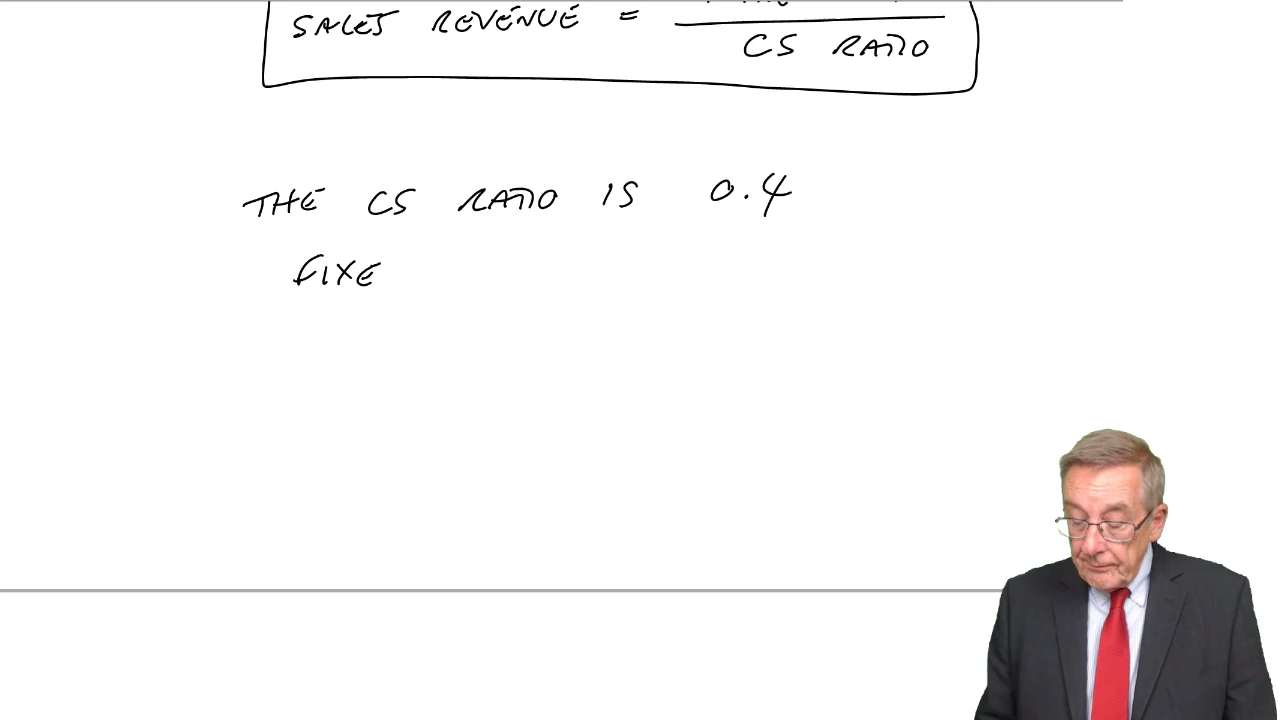 SALES REVENUE =
CS RATIO
THE CS RATIO IS 0.4
FIXE